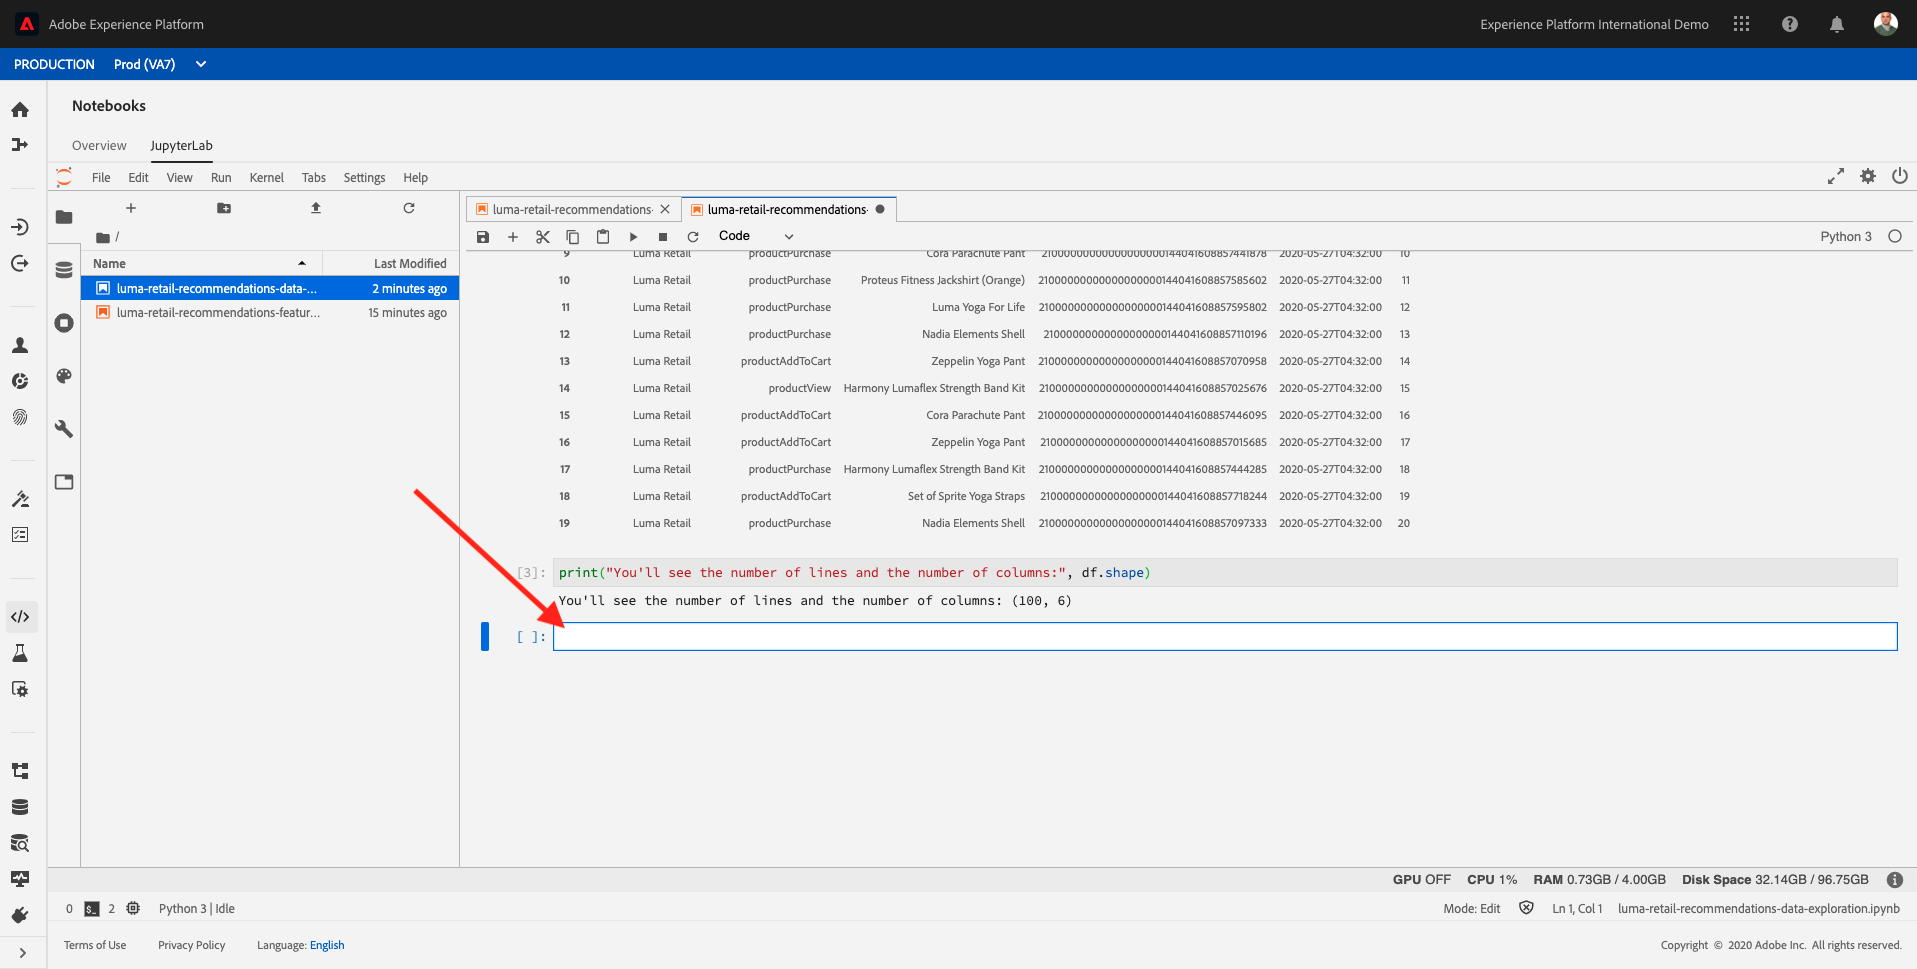 Adobe Experience Platform
Experience Platform International Demo
PRODUCTION Prod (VA7)
Notebooks
Overview JupyterLab
File Edit View Run Kernel Tabs Settings Help
luma-retail-recommendations-
luma-retail-recommendations-
/
Code
Python 3
Name Last Modified
luma-retail-recommendations-data-... 2 minutes ago
luma-retail-recommendations-featur... 15 minutes ago
9 Luma Retail productPurchase Cora Parachute Pant 2020-05-27T04:32:00 10
10 Luma Retail productPurchase Proteus Fitness Jackshirt (Orange) 2020-05-27T04:32:00 11
11 Luma Retail productPurchase Luma Yoga For Life 2020-05-27T04:32:00 12
12 Luma Retail productPurchase Nadia Elements Shell 2020-05-27T04:32:00 13
13 Luma Retail productAddToCart Zeppelin Yoga Pant 2020-05-27T04:32:00 14
14 Luma Retail productView Harmony Lumaflex Strength Band Kit 2020-05-27T04:32:00 15
15 Luma Retail productAddToCart Cora Parachute Pant 2020-05-27T04:32:00 16
16 Luma Retail productAddToCart Zeppelin Yoga Pant 2020-05-27T04:32:00 17
17 Luma Retail productPurchase Harmony Lumaflex Strength Band Kit 2020-05-27T04:32:00 18
18 Luma Retail productAddToCart Set of Sprite Yoga Straps 2020-05-27T04:32:00 19
19 Luma Retail productPurchase Nadia Elements Shell 2020-05-27T04:32:00 20
[3]: print("You'll see the number of lines and the number of columns:", df.shape)
You'll see the number of lines and the number of columns: (100, 6)
[ ]:
GPU OFF CPU 1% RAM 0.73GB / 4.00GB Disk Space 32.14GB / 96.75GB
0 $_ 2 Python 3 | Idle
Mode: Edit Ln 1, Col 1 luma-retail-recommendations-data-exploration.ipynb
Terms of Use Privacy Policy Language: English
Copyright © 2020 Adobe Inc. All rights reserved.